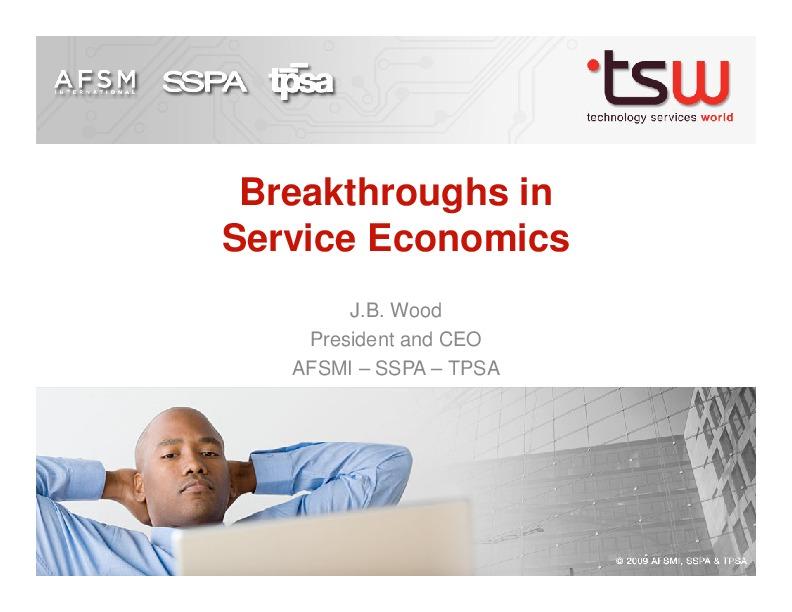 AFSM
INTERNATIONAL
SSPA
tpsa
tsw
technology services world
Breakthroughs in
Service Economics
J.B. Wood
President and CEO
AFSMI – SSPA – TPSA
© 2009 AFSMI, SSPA & TPSA